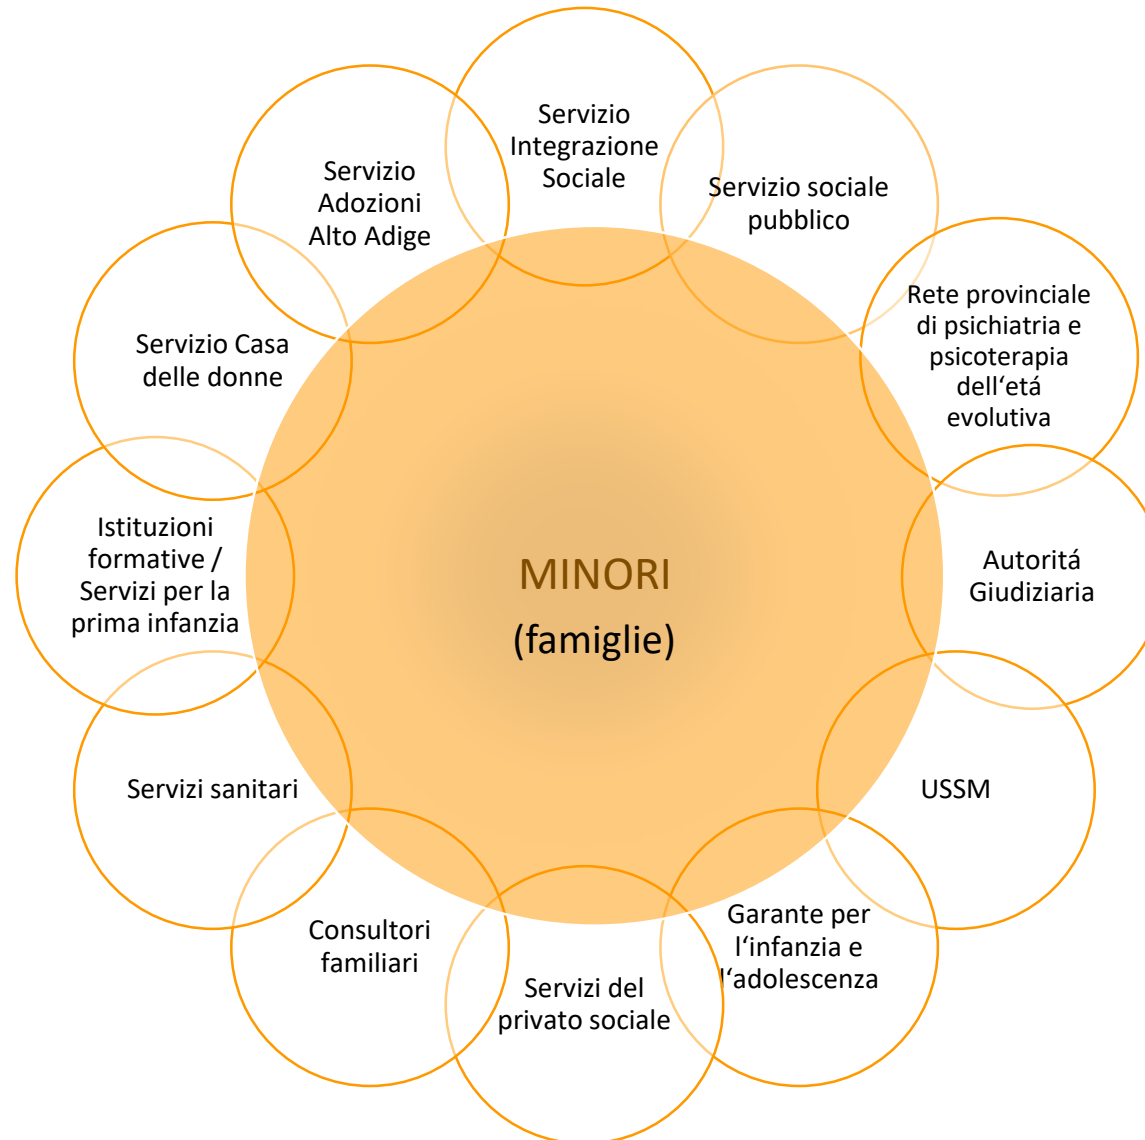 Servizio
Integrazione
Sociale
Servizio sociale
pubblico
Rete provinciale
di psichiatria e
psicoterapia
dell‘etá
evolutiva
Autoritá
Giudiziaria
USSM
Garante per
l‘infanzia e
l‘adolescenza
Servizi del
privato sociale
Consultori
familiari
Servizi sanitari
Istituzioni
formative /
Servizi per la
prima infanzia
Servizio Casa
delle donne
Servizio
Adozioni
Alto Adige
MINORI
(famiglie)